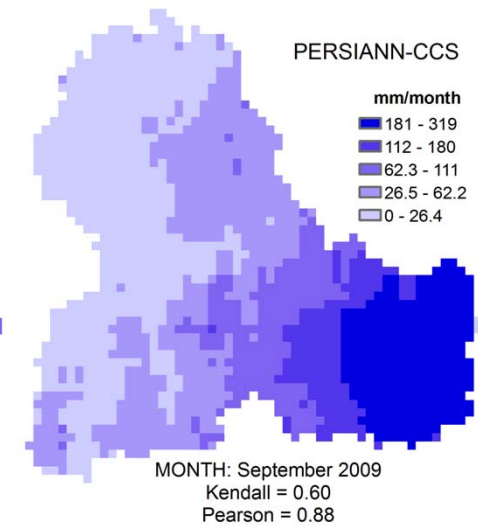 PERSIANN-CCS
mm/month
181 - 319
112 - 180
62.3 - 111
26.5 - 62.2
0 - 26.4
MONTH: September 2009
Kendall = 0.60
Pearson = 0.88